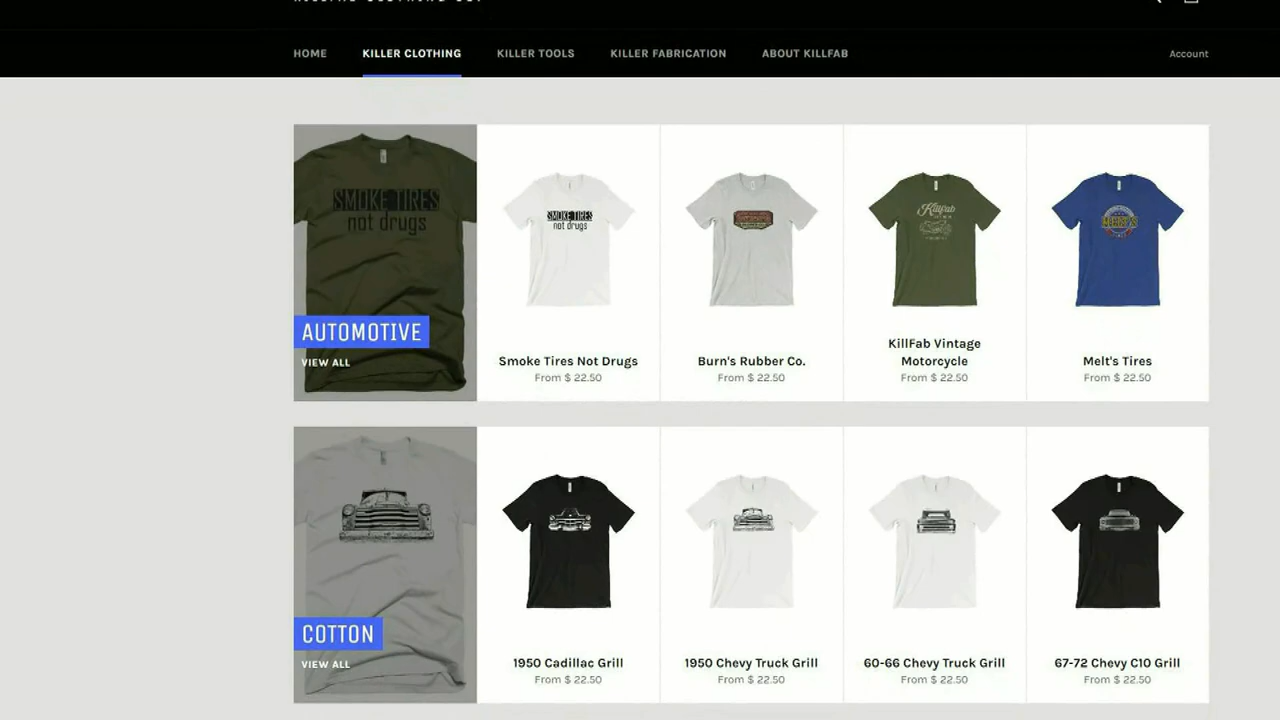 HOME KILLER CLOTHING KILLER TOOLS KILLER FABRICATION ABOUT KILLFAB Account
SMOKE TIRES
not drugs
AUTOMOTIVE
VIEW ALL
SMOKE TIRES
not drugs
Smoke Tires Not Drugs
From $ 22.50
Burn's Rubber Co.
From $ 22.50
KillFab
KillFab Vintage
Motorcycle
From $ 22.50
Melt's Tires
From $ 22.50
COTTON
VIEW ALL
1950 Cadillac Grill
From $ 22.50
1950 Chevy Truck Grill
From $ 22.50
60-66 Chevy Truck Grill
From $ 22.50
67-72 Chevy C10 Grill
From $ 22.50